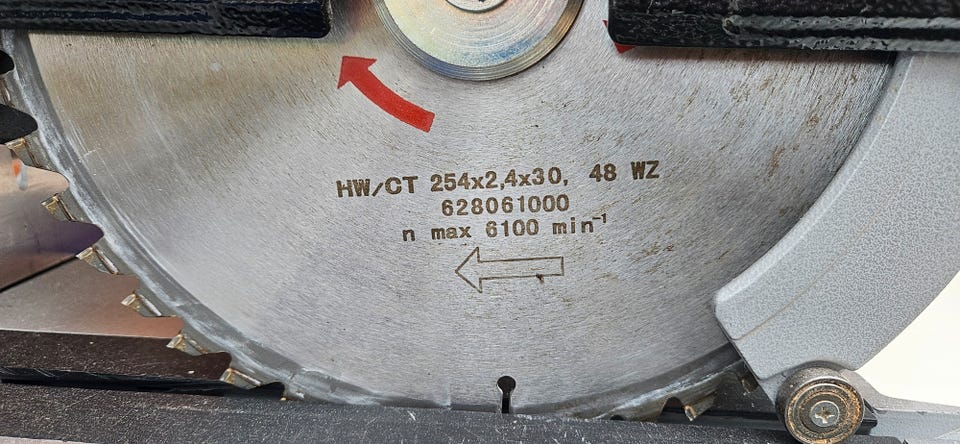 HW/CT 254x2,4x30, 48 WZ
628061000
n max 6100 min⁻¹